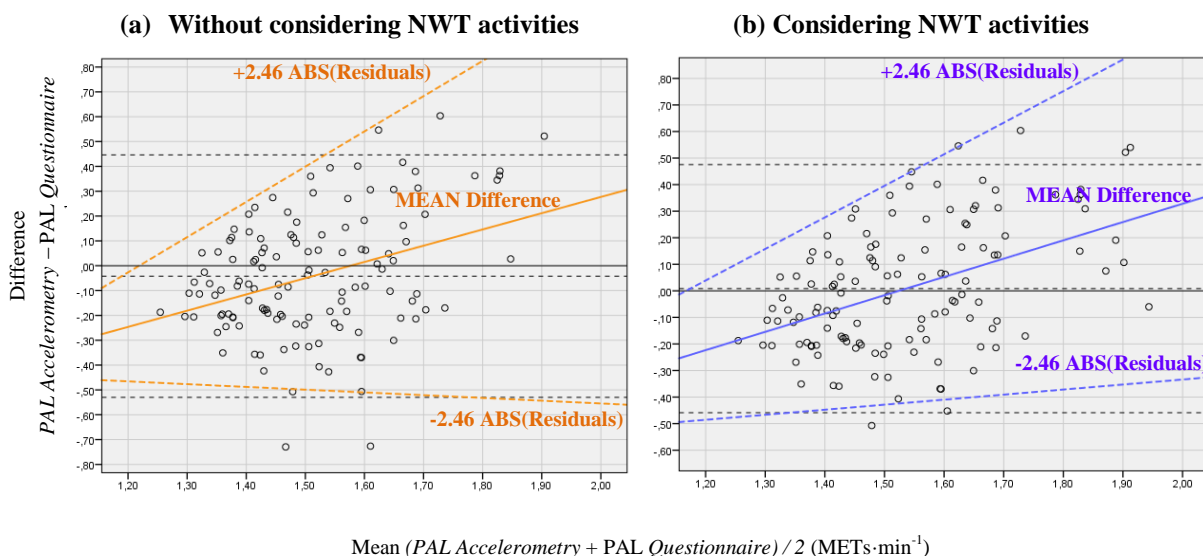 (a) Without considering NWT activities
(b) Considering NWT activities
Difference
PAL Accelerometry – PAL Questionnaire
,80
,70
,60
,50
,40
,30
,20
,10
,00
-,10
-,20
-,30
-,40
-,50
-,60
-,70
-,80
+2.46 ABS(Residuals)
MEAN Difference
-2.46 ABS(Residuals)
1,20 1,30 1,40 1,50 1,60 1,70 1,80 1,90 2,00
,80
,70
,60
,50
,40
,30
,20
,10
,00
-,10
-,20
-,30
-,40
-,50
-,60
+2.46 ABS(Residuals)
MEAN Difference
-2.46 ABS(Residuals)
1,20 1,30 1,40 1,50 1,60 1,70 1,80 1,90 2,00
Mean (PAL Accelerometry + PAL Questionnaire) / 2 (METs·min-1)